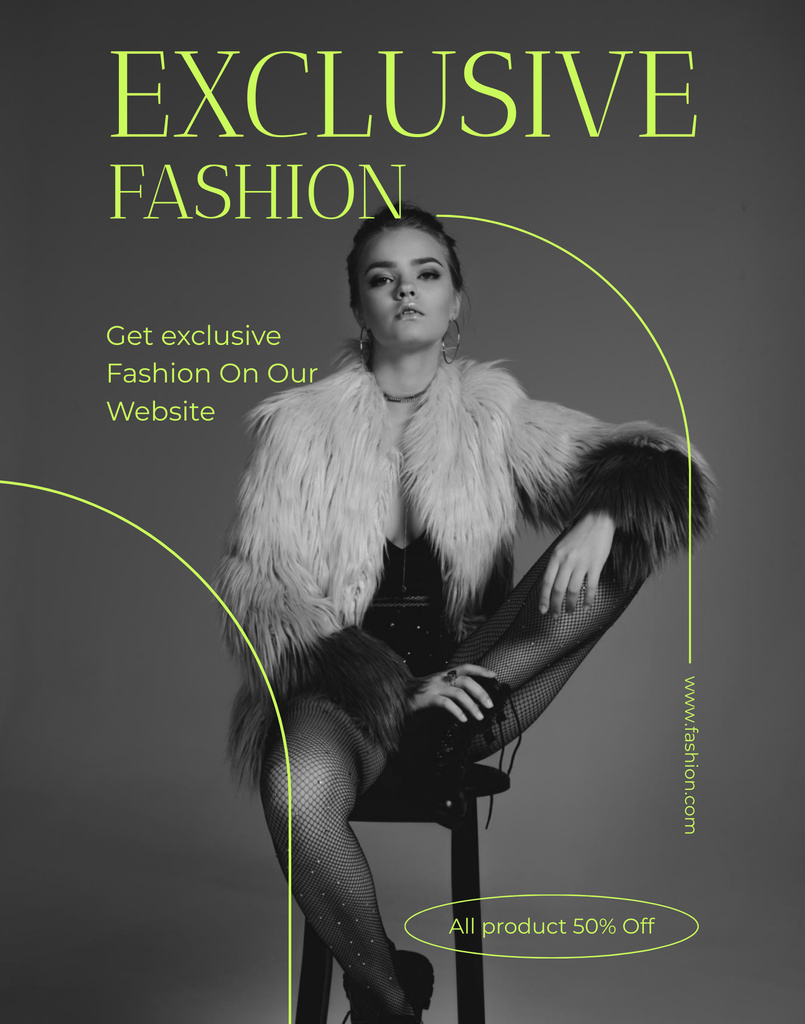 EXCLUSIVE
FASHION
Get exclusive
Fashion On Our
Website
www.fashion.com
All product 50% Off